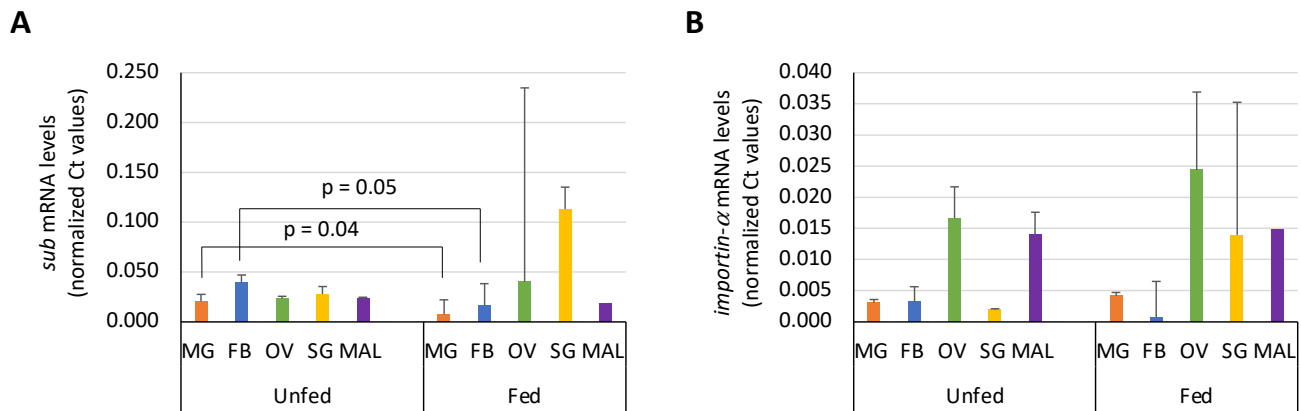 A
sub mRNA levels
(normalized Ct values)
0.250
0.200
0.150
0.100
0.050
0.000
p = 0.05
p = 0.04
MG FB OV SG MAL MG FB OV SG MAL
Unfed Fed
B
importin-α mRNA levels
(normalized Ct values)
0.040
0.035
0.030
0.025
0.020
0.015
0.010
0.005
0.000
MG FB OV SG MAL MG FB OV SG MAL
Unfed Fed